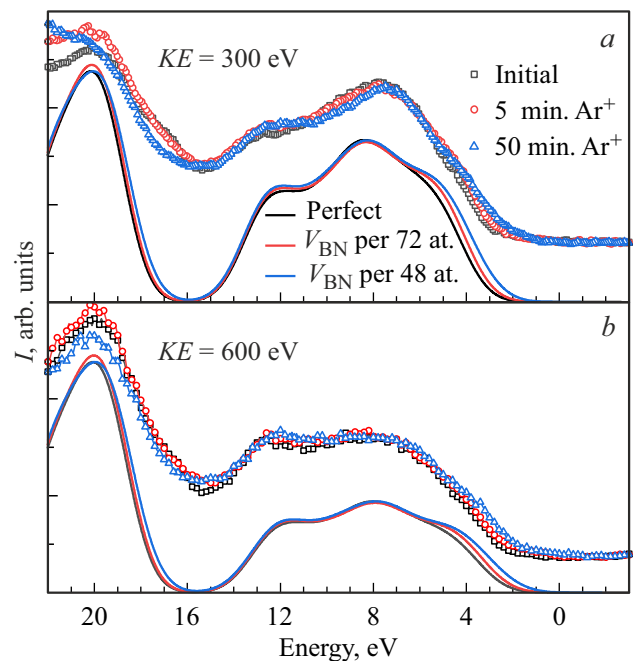 a
KE = 300 eV
Initial
5 min. Ar+
50 min. Ar+
Perfect
VBN per 72 at.
VBN per 48 at.
I, arb. units
b
KE = 600 eV
20 16 12 8 4 0
Energy, eV